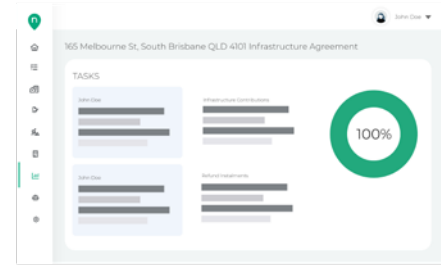 n
John Doe
165 Melbourne St, South Brisbane QLD 4101 Infrastructure Agreement
TASKS
John Doe
Infrastructure Contributions
100%
John Doe
Refund Instalments